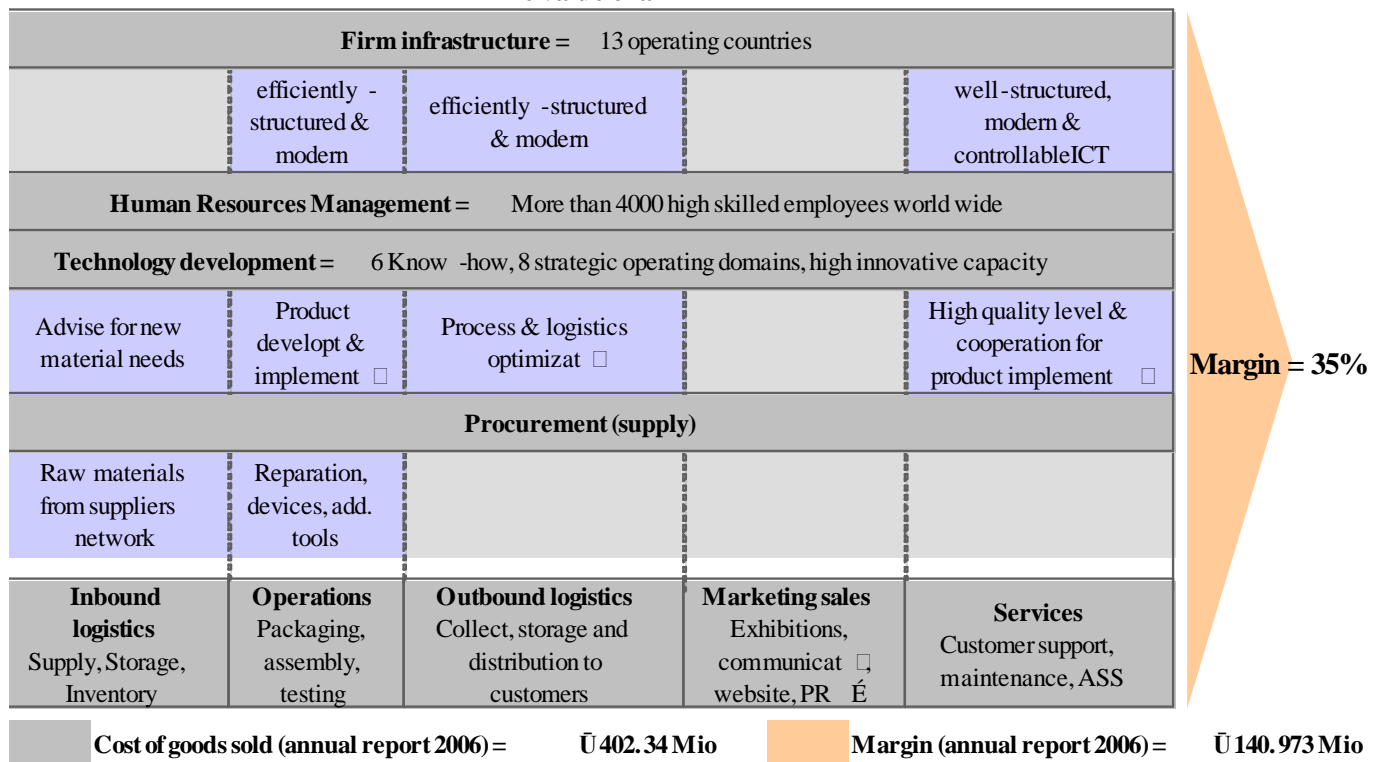 Firm infrastructure = 13 operating countries
efficiently -
structured &
modern
efficiently -structured
& modern
well-structured,
modern &
controllableICT
Human Resources Management = More than 4000 high skilled employees world wide
Technology development = 6 Know -how, 8 strategic operating domains, high innovative capacity
Advise for new
material needs
Product
developt &
implement □
Process & logistics
optimizat □
High quality level &
cooperation for
product implement □
Margin = 35%
Procurement (supply)
Raw materials
from suppliers
network
Reparation,
devices, add.
tools
Inbound
logistics
Supply, Storage,
Inventory
Operations
Packaging,
assembly,
testing
Outbound logistics
Collect, storage and
distribution to
customers
Marketing sales
Exhibitions,
communicat □,
website, PR É
Services
Customer support,
maintenance, ASS
Cost of goods sold (annual report 2006) = Ū 402.34 Mio
Margin (annual report 2006) = Ū 140.973 Mio